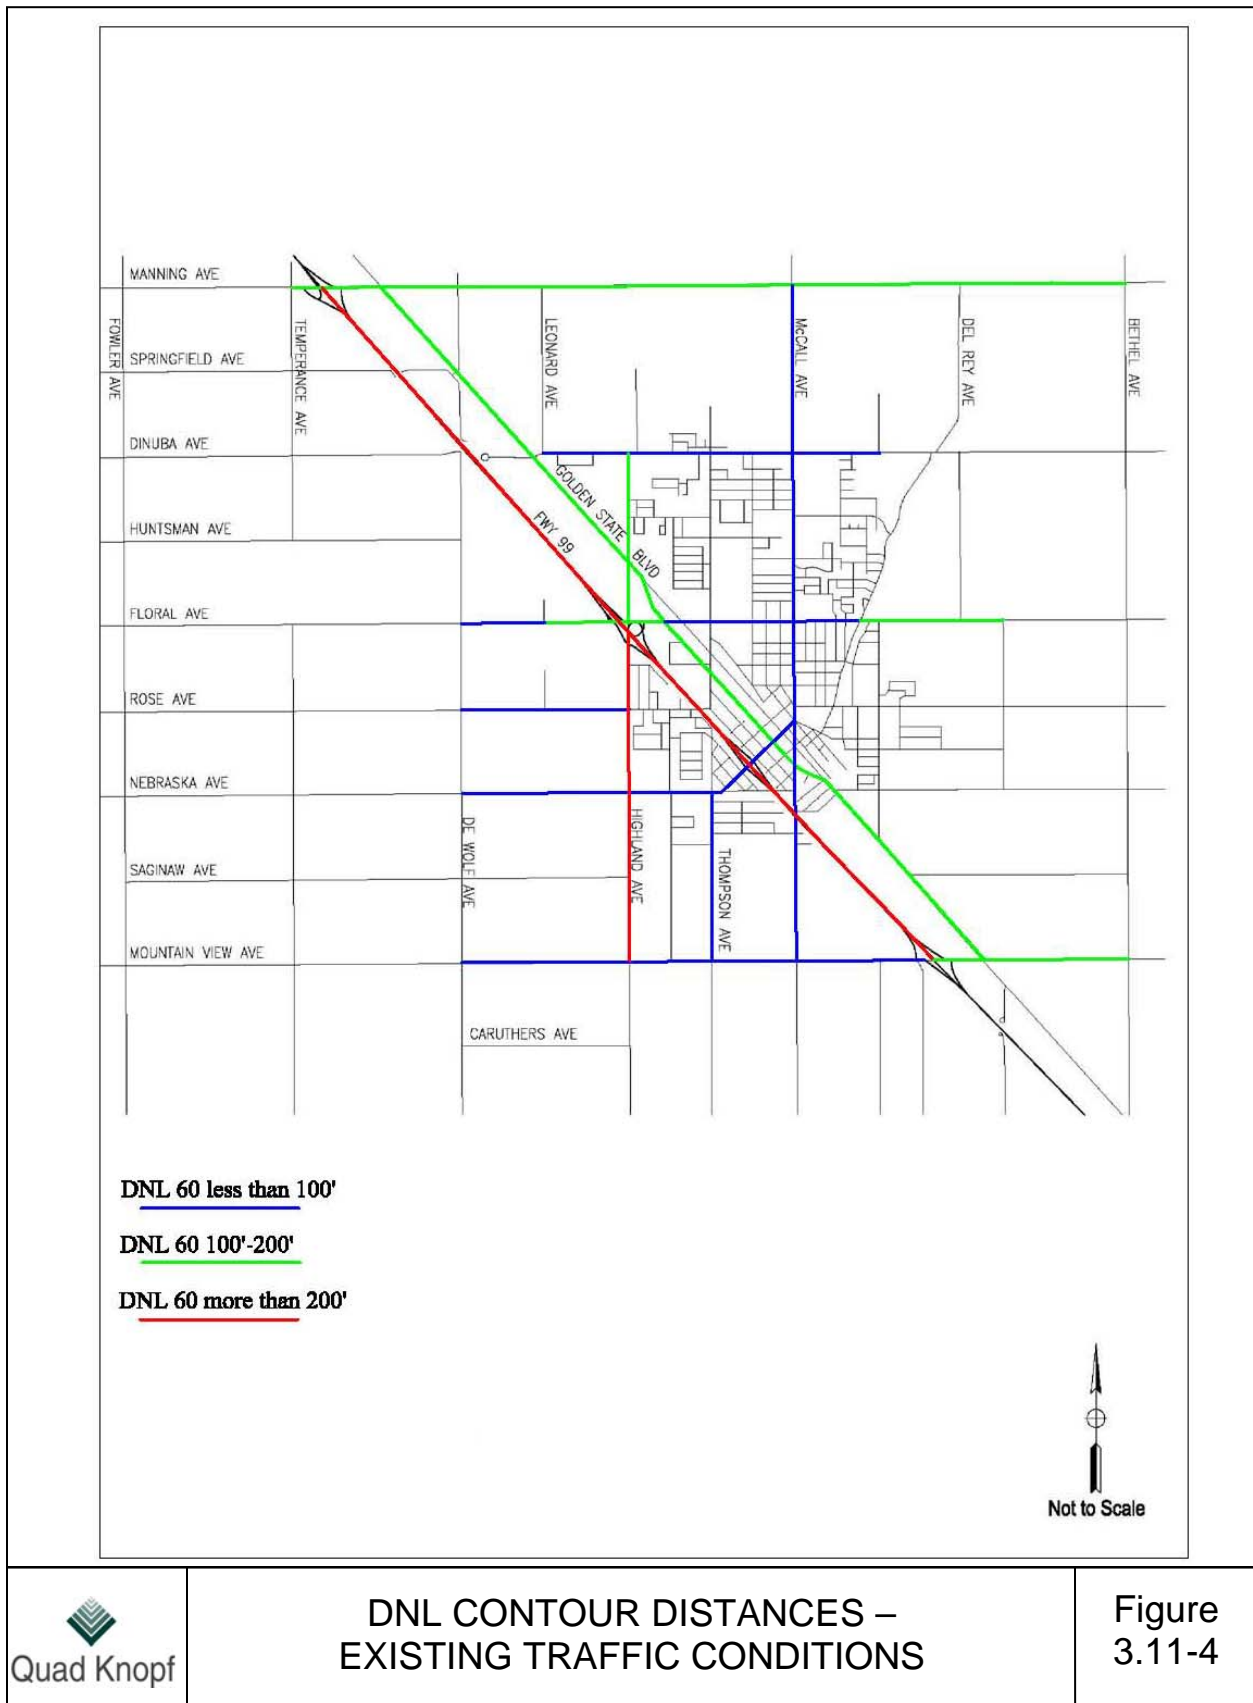 MANNING AVE
FOWLER AVE
SPRINGFIELD AVE
TEMPERANCE AVE
LEONARD AVE
McCALL AVE
DEL REY AVE
BETHEL AVE
DINUBA AVE
GOLDEN STATE BLVD
FWY 99
HUNTSMAN AVE
FLORAL AVE
ROSE AVE
NEBRASKA AVE
DE WOLF AVE
HIGHLAND AVE
THOMPSON AVE
SAGINAW AVE
MOUNTAIN VIEW AVE
CARUTHERS AVE
DNL 60 less than 100'
DNL 60 100'-200'
DNL 60 more than 200'
Not to Scale
Quad Knopf
DNL CONTOUR DISTANCES –
EXISTING TRAFFIC CONDITIONS
Figure
3.11-4